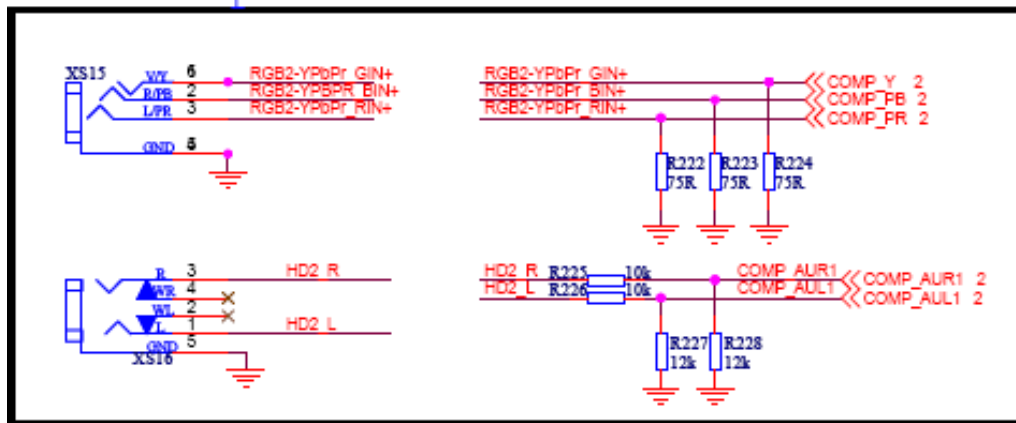 XS15
V/Y 6 RGB2-YPbPr_GIN+
R/PB 2 RGB2-YPBPR_BIN+
L/PR 3 RGB2-YPbPr_RIN+
GND
RGB2-YPbPr_GIN+ COMP_Y 2
RGB2-YPbPr_BIN+ COMP_PB 2
RGB2-YPbPr_RIN+ COMP_PR 2
R222 R223 R224
75R 75R 75R
R 3 HD2_R
WR 4
WL 2
L 1 HD2_L
GND 5
XS16
HD2_R R225 10k COMP_AUR1 COMP_AUR1 2
HD2_L R226 10k COMP_AUL1 COMP_AUL1 2
R227 R228
12k 12k